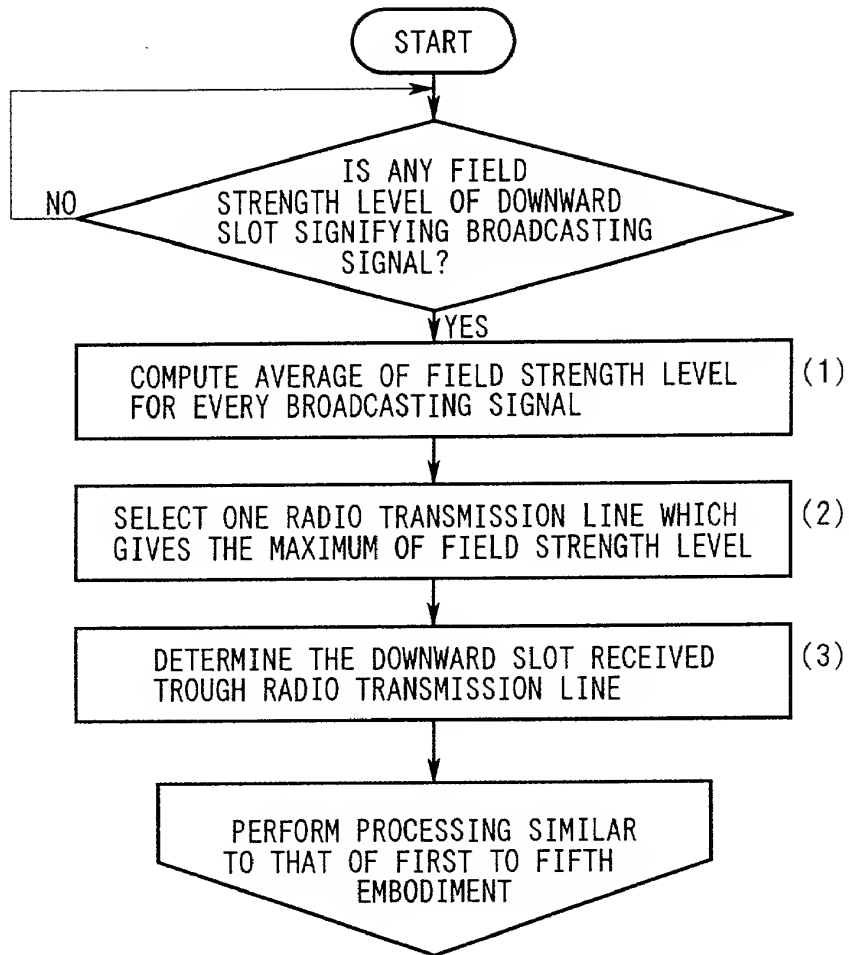 START
IS ANY FIELD
STRENGTH LEVEL OF DOWNWARD
SLOT SIGNIFYING BROADCASTING
SIGNAL?
NO
YES
COMPUTE AVERAGE OF FIELD STRENGTH LEVEL
FOR EVERY BROADCASTING SIGNAL
(1)
SELECT ONE RADIO TRANSMISSION LINE WHICH
GIVES THE MAXIMUM OF FIELD STRENGTH LEVEL
(2)
DETERMINE THE DOWNWARD SLOT RECEIVED
TROUGH RADIO TRANSMISSION LINE
(3)
PERFORM PROCESSING SIMILAR
TO THAT OF FIRST TO FIFTH
EMBODIMENT